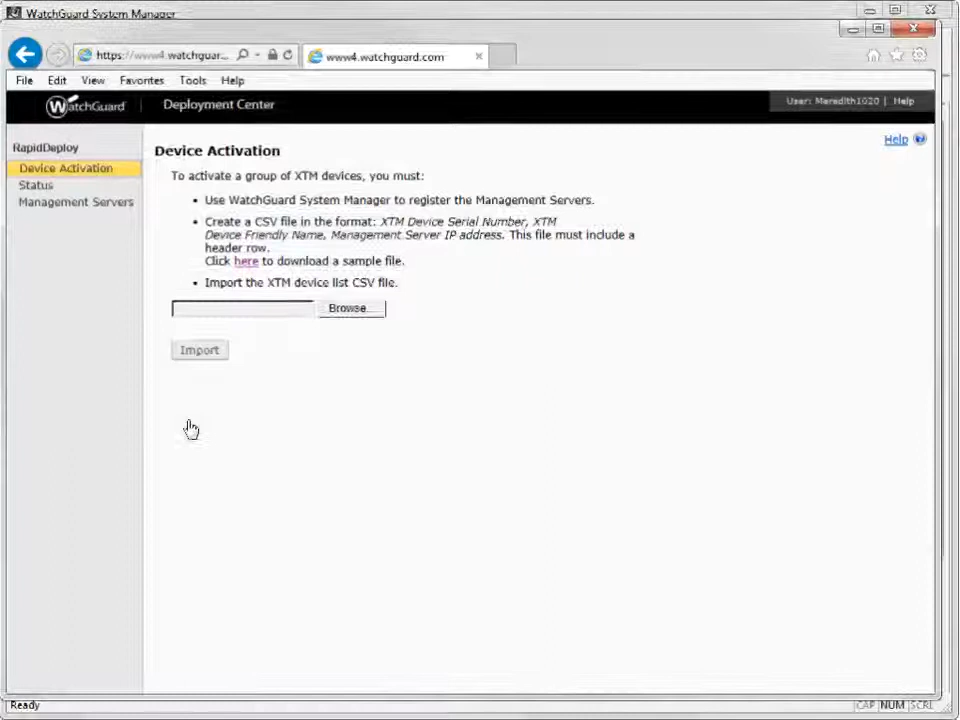 WatchGuard System Manager
https://www4.watchguar...
www4.watchguard.com
File Edit View Favorites Tools Help
WatchGuard Deployment Center User: Meredith1020 | Help
Help
RapidDeploy
Device Activation
Status
Management Servers
Device Activation
To activate a group of XTM devices, you must:
• Use WatchGuard System Manager to register the Management Servers.
• Create a CSV file in the format: XTM Device Serial Number, XTM
Device Friendly Name, Management Server IP address. This file must include a
header row.
Click here to download a sample file.
• Import the XTM device list CSV file.
Browse...
Import
Ready CAP NUM SCRL